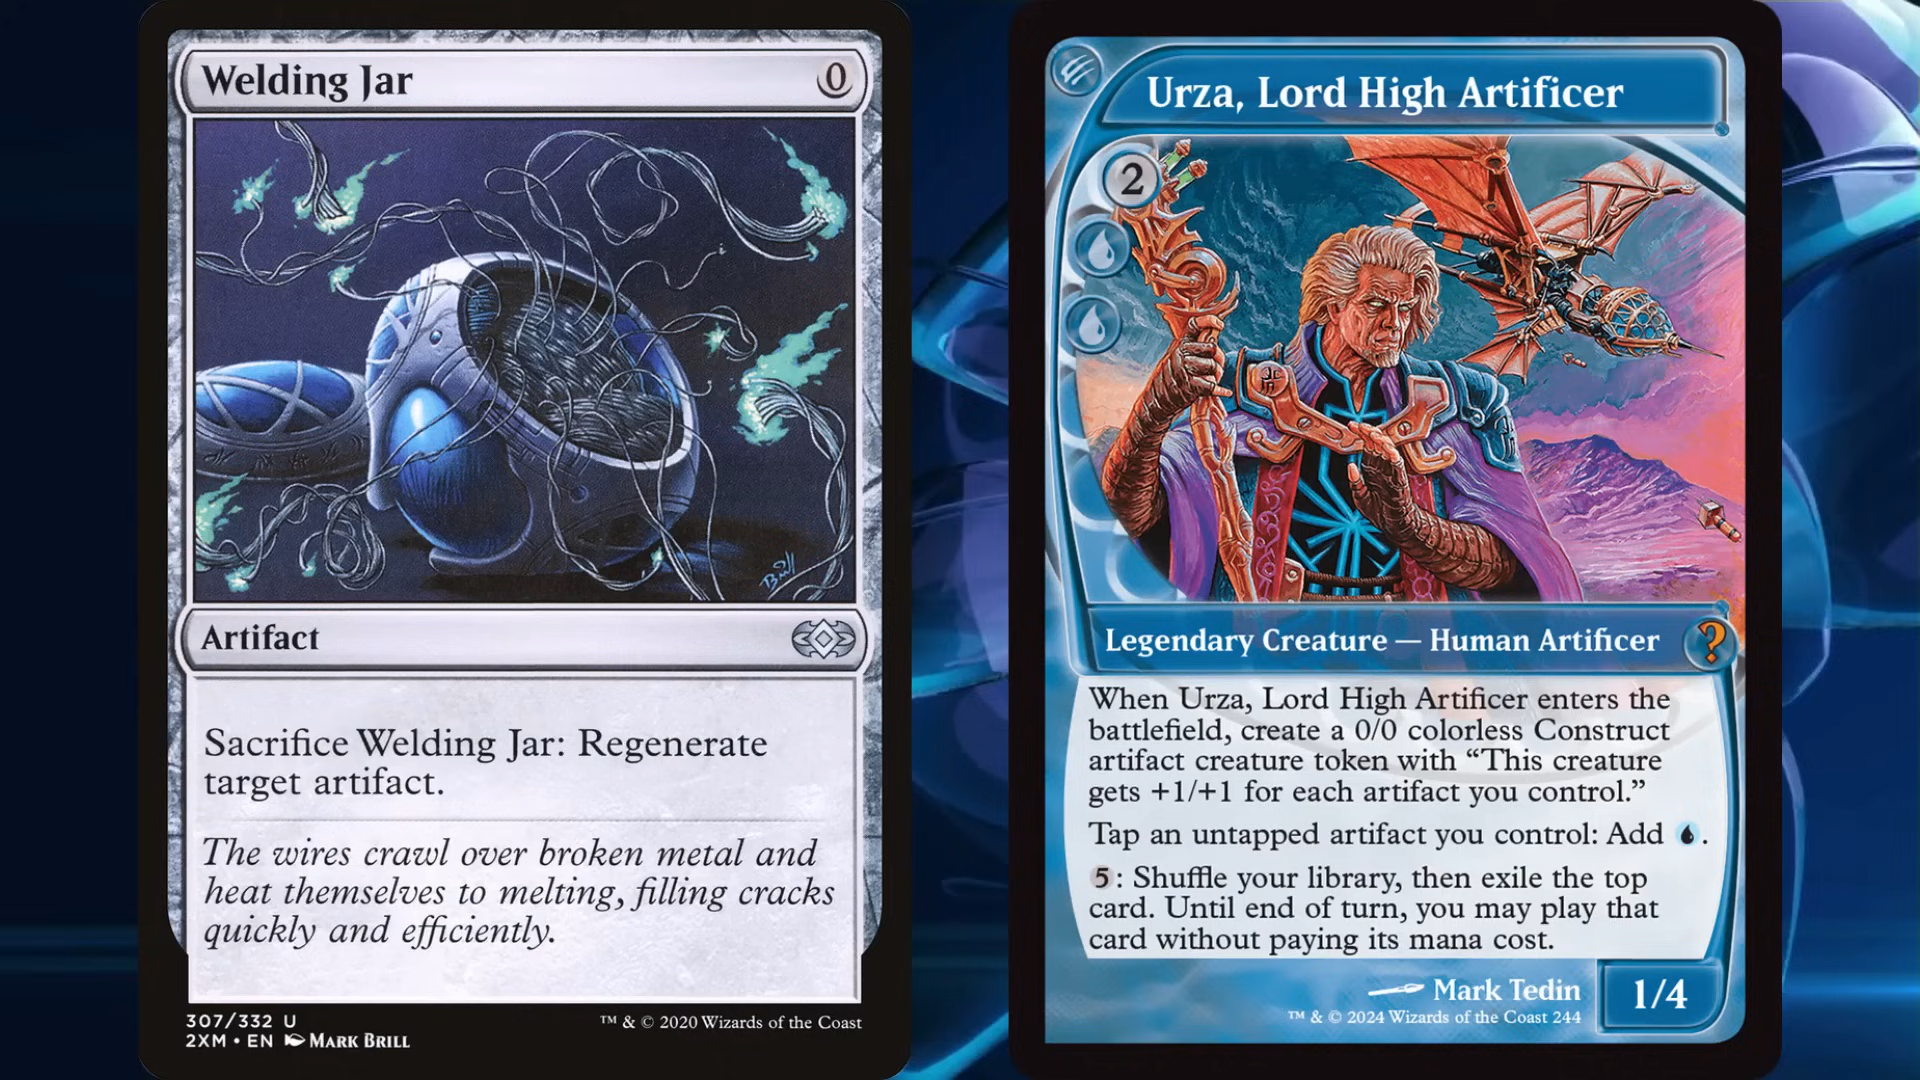 Welding Jar
0
Brill
Artifact
Sacrifice Welding Jar: Regenerate
target artifact.
The wires crawl over broken metal and
heat themselves to melting, filling cracks
quickly and efficiently.
307/332 U
2XM • EN MARK BRILL
™ & © 2020 Wizards of the Coast
Urza, Lord High Artificer
2
Legendary Creature — Human Artificer
?
When Urza, Lord High Artificer enters the
battlefield, create a 0/0 colorless Construct
artifact creature token with “This creature
gets +1/+1 for each artifact you control.”
Tap an untapped artifact you control: Add .
5: Shuffle your library, then exile the top
card. Until end of turn, you may play that
card without paying its mana cost.
Mark Tedin
™ & © 2024 Wizards of the Coast 244
1/4